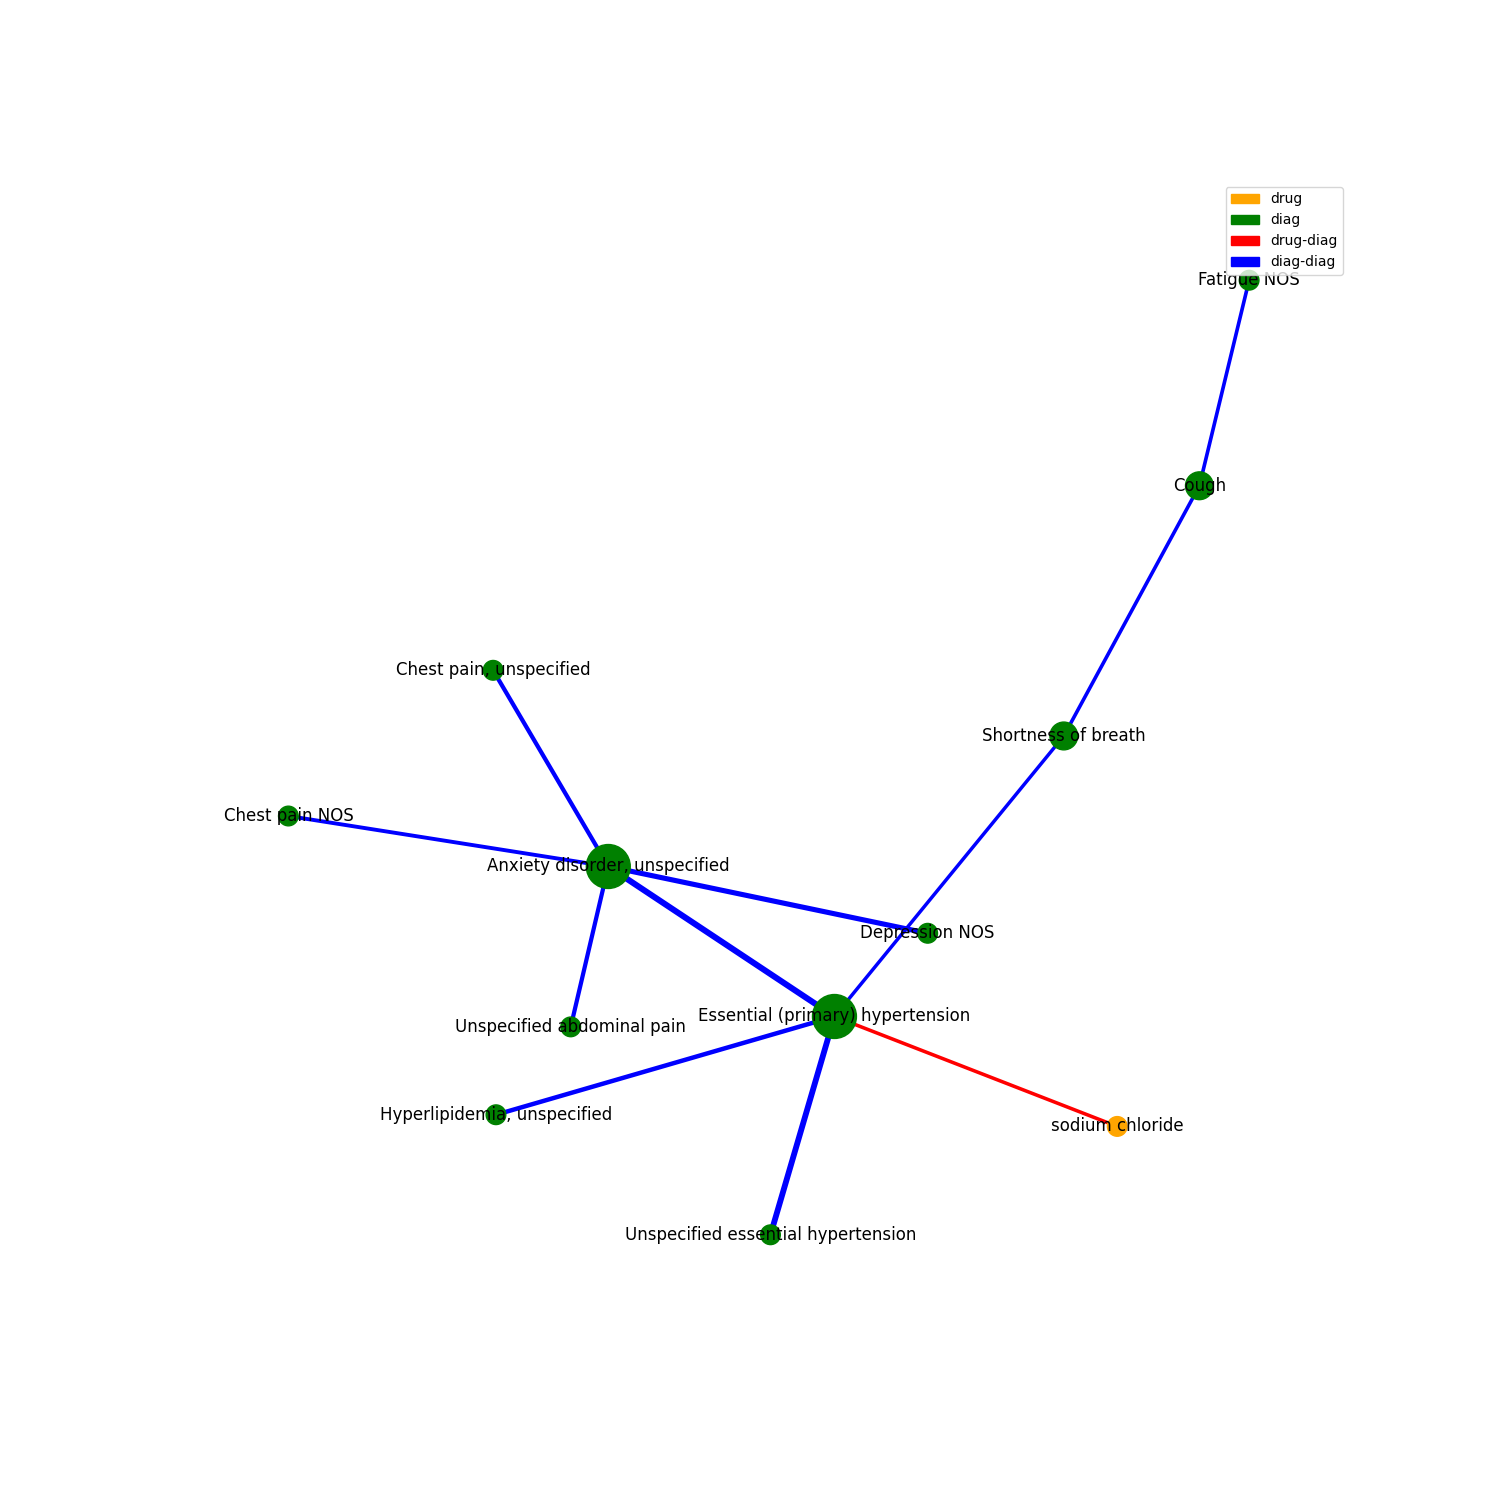 drug
diag
drug-diag
diag-diag
Fatigue NOS
Cough
Chest pain, unspecified
Shortness of breath
Chest pain NOS
Anxiety disorder, unspecified
Depression NOS
Essential (primary) hypertension
Unspecified abdominal pain
Hyperlipidemia, unspecified
sodium chloride
Unspecified essential hypertension